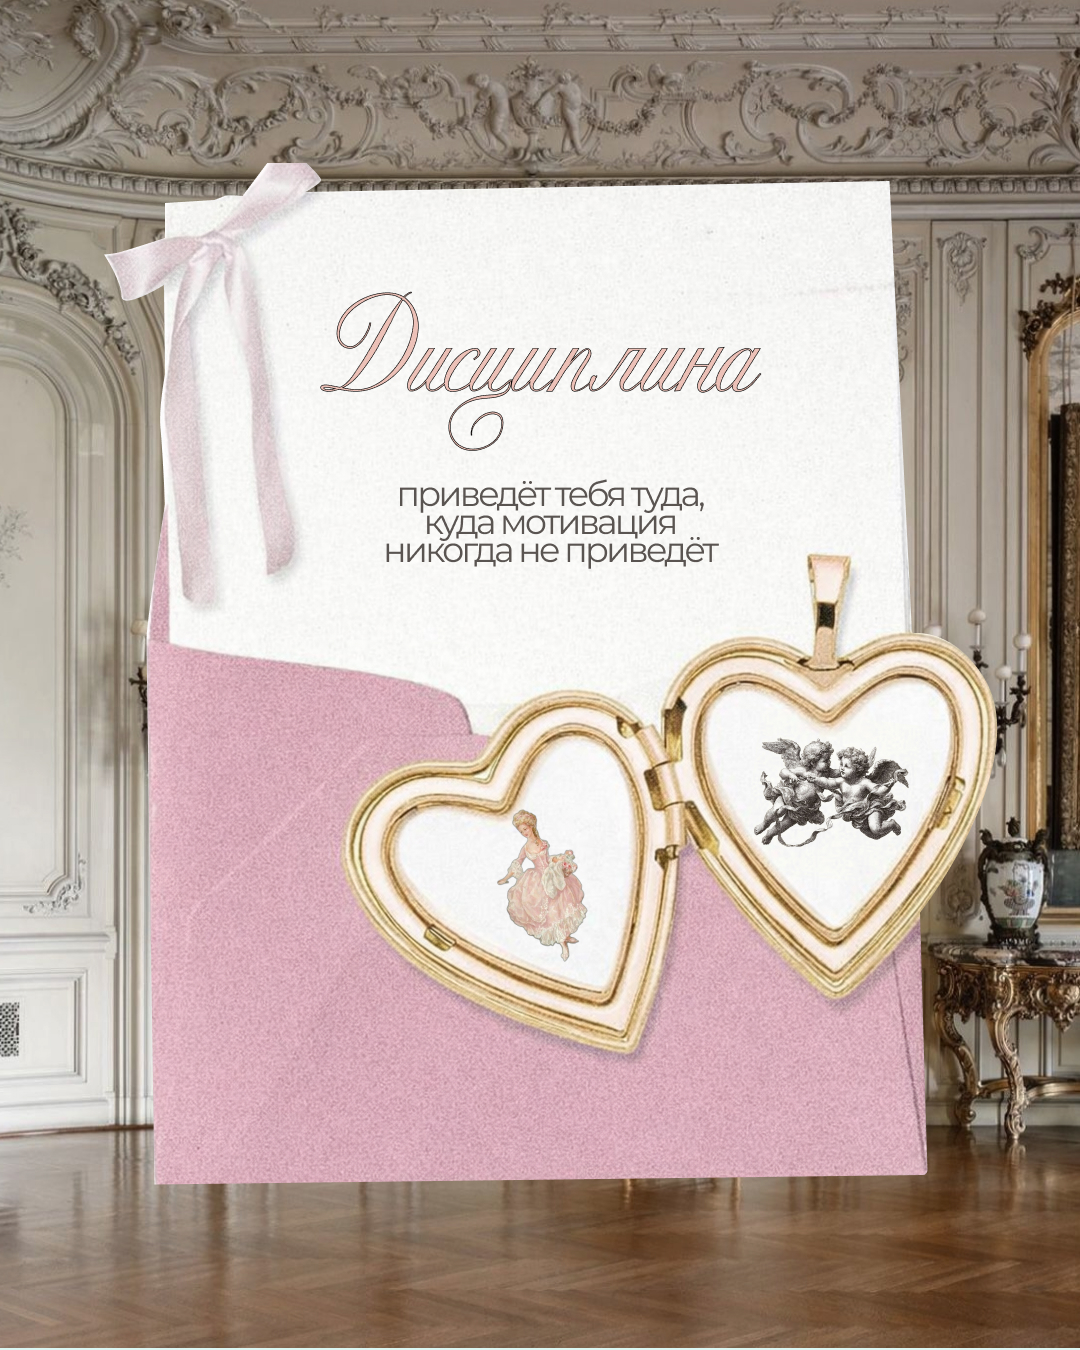 Дисциплина
приведёт тебя туда,
куда мотивация
никогда не приведёт